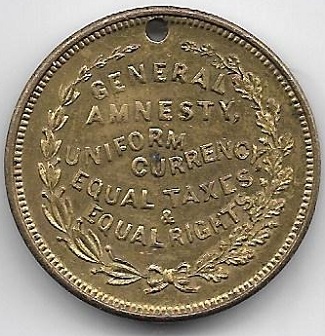 GENERAL
AMNESTY,
UNIFORM
CURRENCY
EQUAL TAXES,
&
EQUAL RIGHTS